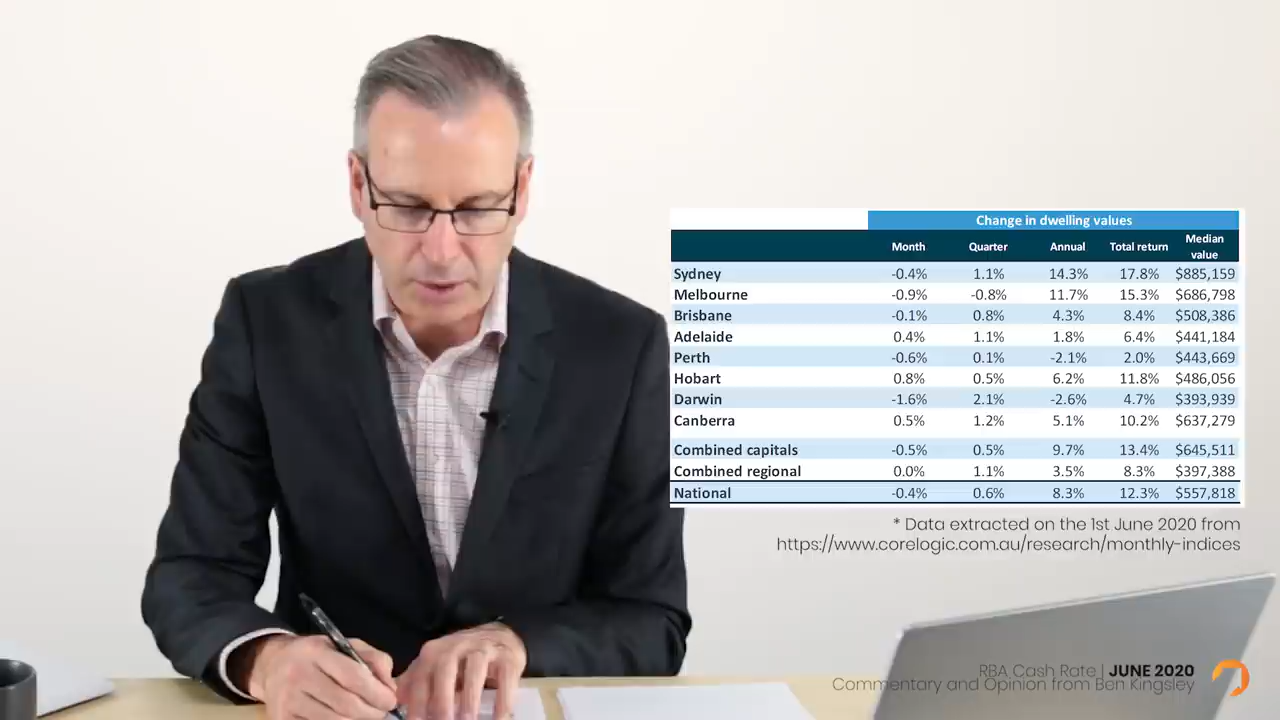 Change in dwelling values
Month Quarter Annual Total return Median value
Sydney -0.4% 1.1% 14.3% 17.8% $885,159
Melbourne -0.9% -0.8% 11.7% 15.3% $686,798
Brisbane -0.1% 0.8% 4.3% 8.4% $508,386
Adelaide 0.4% 1.1% 1.8% 6.4% $441,184
Perth -0.6% 0.1% -2.1% 2.0% $443,669
Hobart 0.8% 0.5% 6.2% 11.8% $486,056
Darwin -1.6% 2.1% -2.6% 4.7% $393,939
Canberra 0.5% 1.2% 5.1% 10.2% $637,279
Combined capitals -0.5% 0.5% 9.7% 13.4% $645,511
Combined regional 0.0% 1.1% 3.5% 8.3% $397,388
National -0.4% 0.6% 8.3% 12.3% $557,818
* Data extracted on the 1st June 2020 from
https://www.corelogic.com.au/research/monthly-indices
RBA Cash Rate | JUNE 2020
Commentary and Opinion from Ben Kingsley